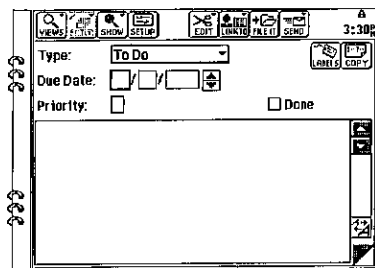 VIEWS SHOW SETUP EDIT LINK TO FILE IT SEND 3:30
Type: To Do LABELS COPY
Due Date: / /
Priority: Done